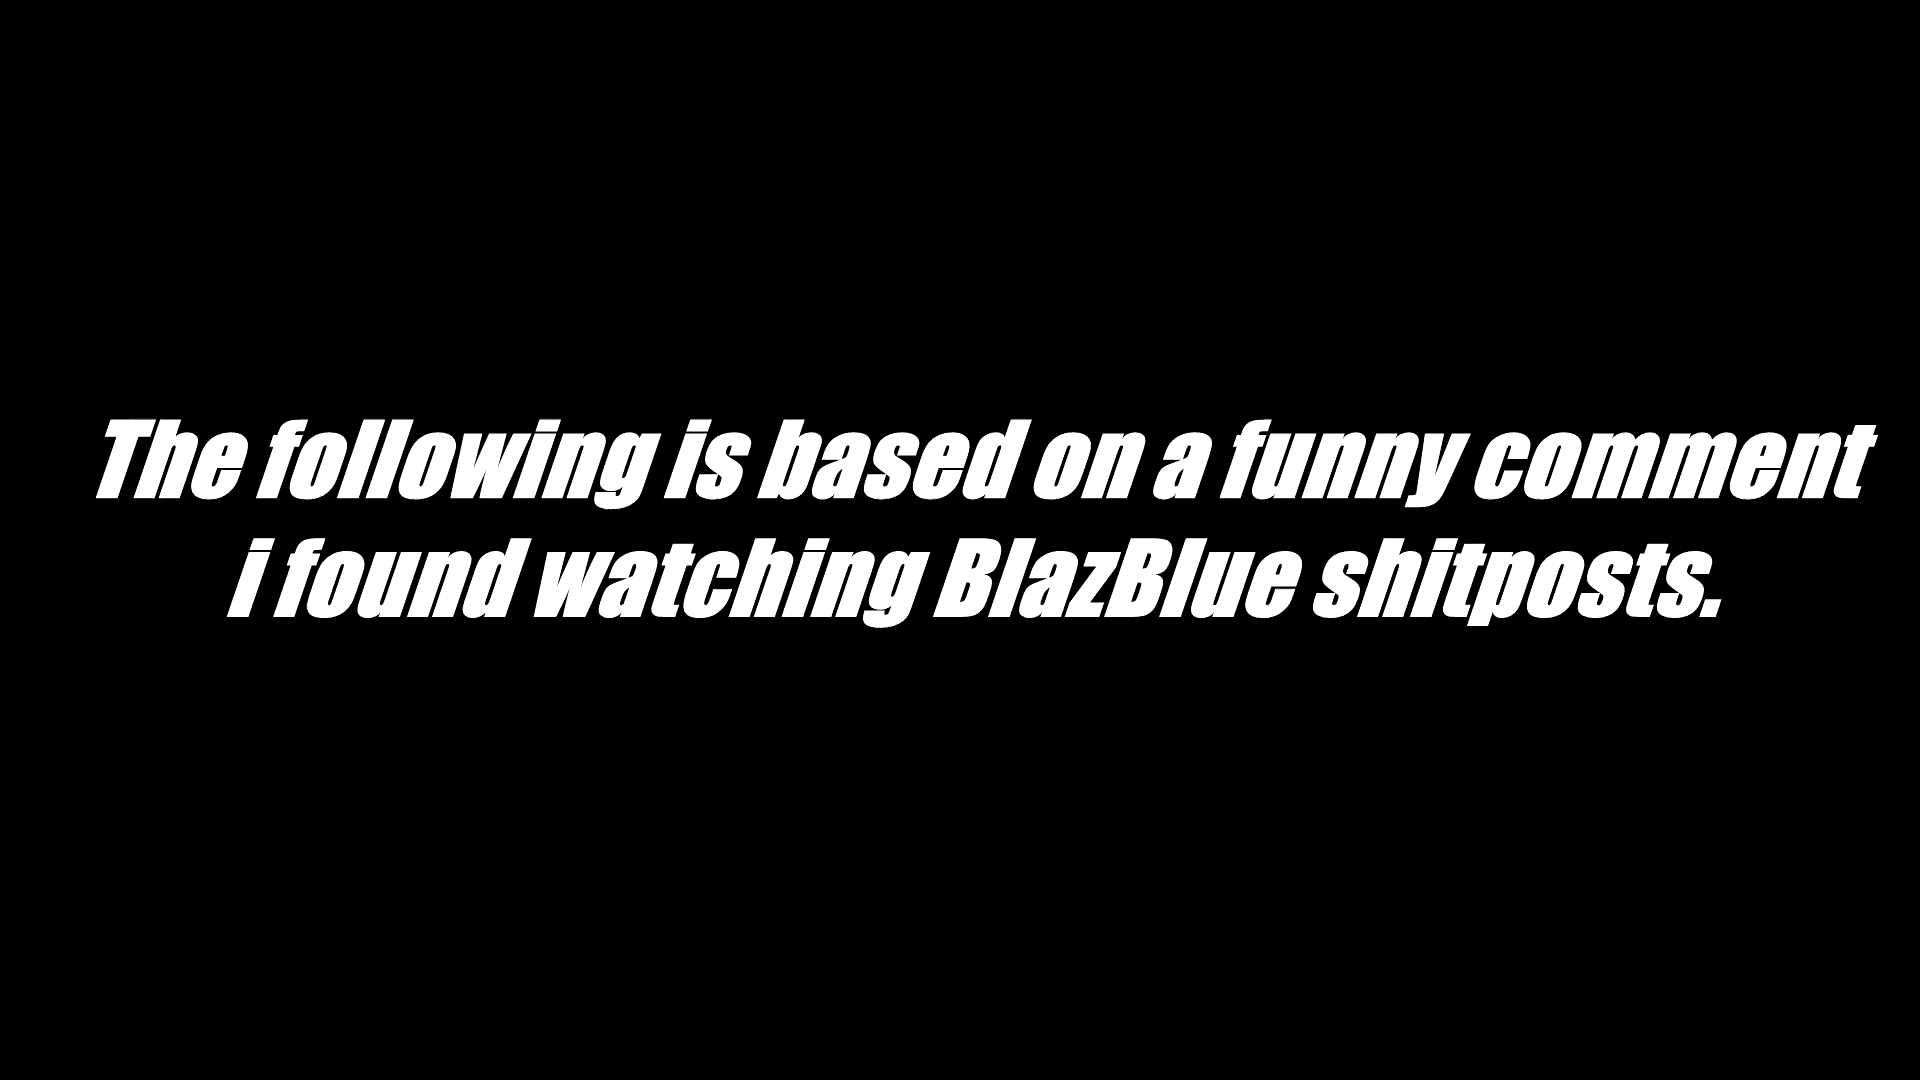 The following is based on a funny comment
i found watching BlazBlue shitposts.